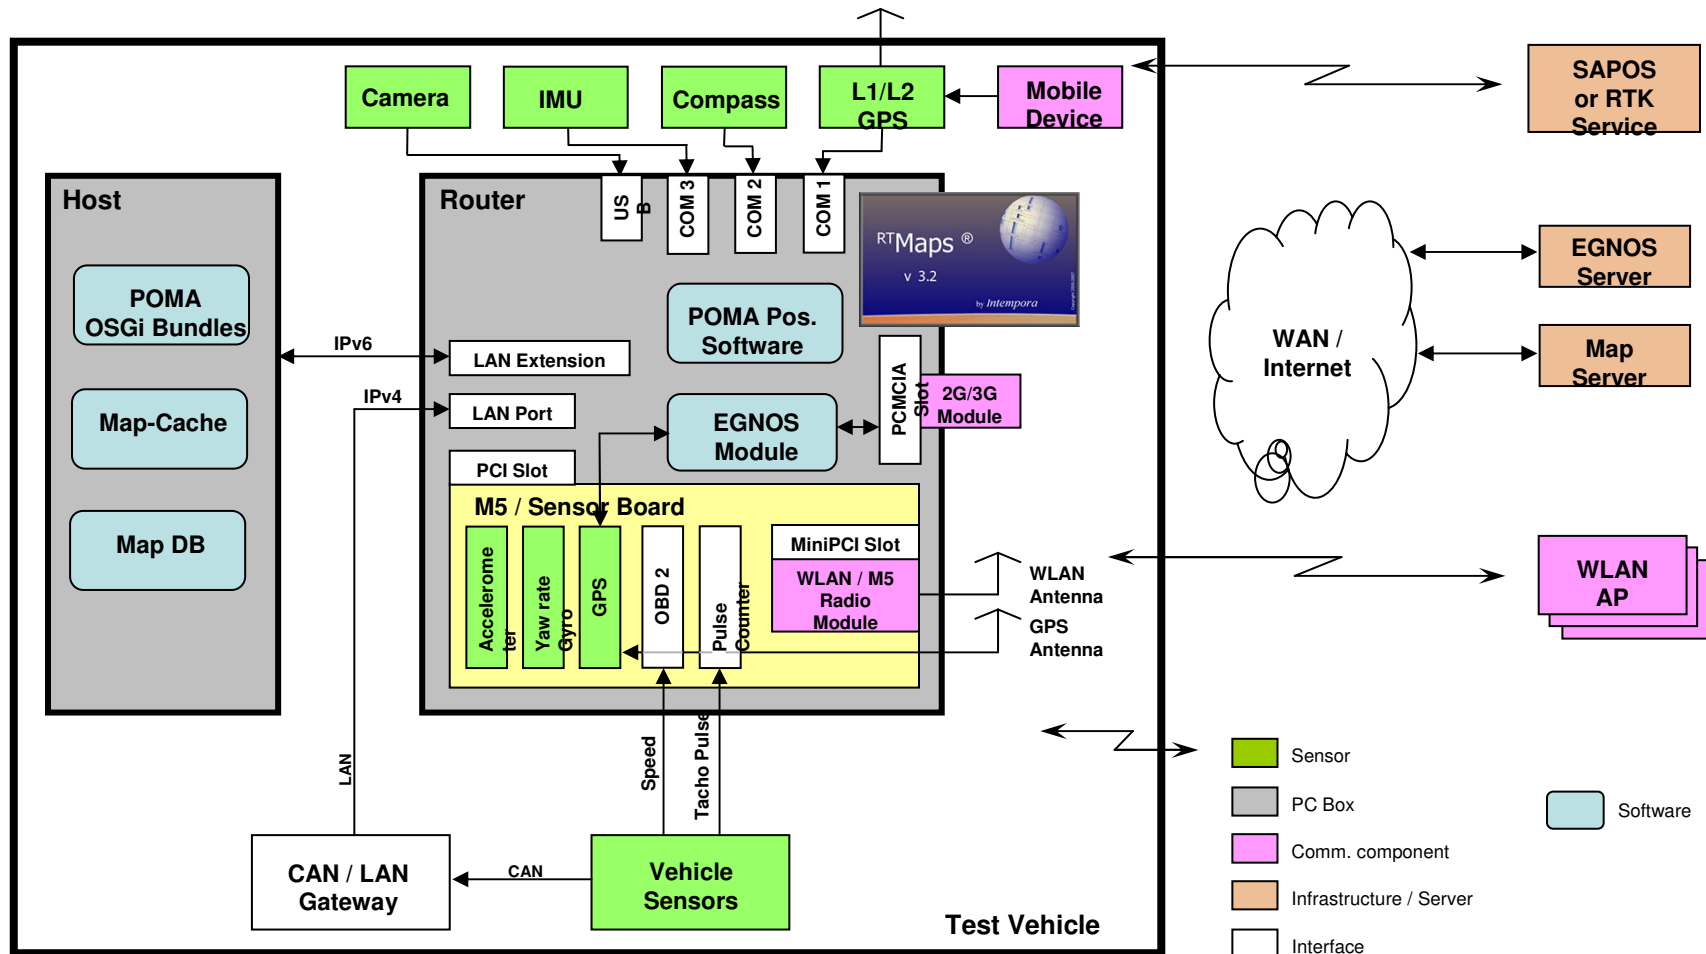 Camera
IMU
Compass
L1/L2
GPS
Mobile
Device
SAPOS
or RTK
Service
Host
Router
US
B
COM 3
COM 2
COM 1
RTMaps ®
v 3.2
by Intempora
POMA
OSGi Bundles
Map-Cache
Map DB
IPv6
IPv4
LAN Extension
LAN Port
PCI Slot
POMA Pos.
Software
EGNOS
Module
PCMCIA
Slot
2G/3G
Module
WAN /
Internet
EGNOS
Server
Map
Server
M5 / Sensor Board
Accelerome
ter
Yaw rate
Gyro
GPS
OBD 2
Pulse
Counter
MiniPCI Slot
WLAN / M5
Radio
Module
WLAN
Antenna
GPS
Antenna
WLAN
AP
LAN
Speed
Tacho Pulse
CAN / LAN
Gateway
CAN
Vehicle
Sensors
Test Vehicle
Sensor
PC Box
Comm. component
Infrastructure / Server
Interface
Software